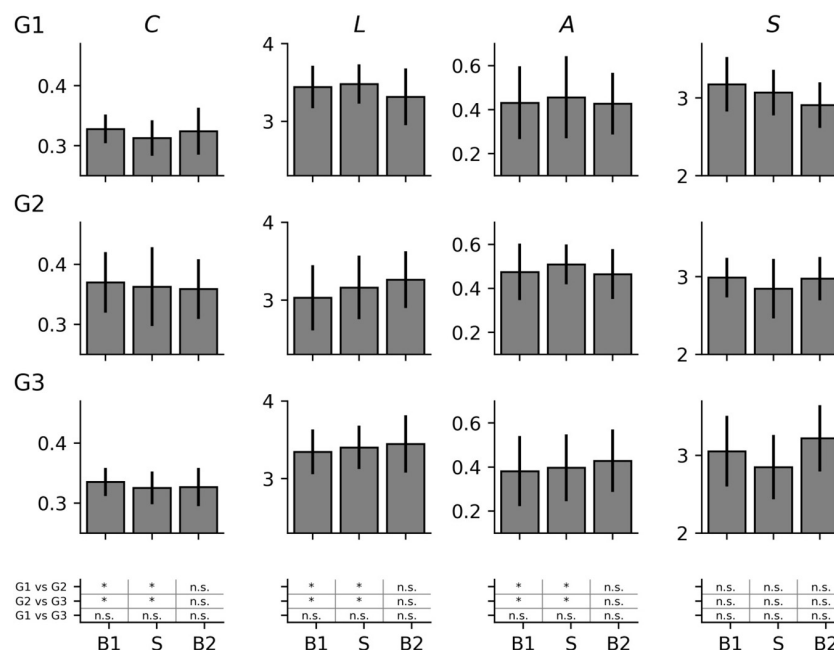 G1 C L A S
0.4 4 0.6 3
0.3 3 0.4 2
0.2
G2
0.4 4 0.6 3
0.3 3 0.4 2
0.2
G3
0.4 4 0.6 3
0.3 3 0.4 2
0.2
G1 vs G2 * * n.s. * * n.s. * * n.s. n.s. n.s. n.s.
G2 vs G3 * * n.s. * * n.s. * * n.s. n.s. n.s. n.s.
G1 vs G3 n.s. n.s. n.s. n.s. n.s. n.s. n.s. n.s. n.s. n.s. n.s. n.s.
B1 S B2 B1 S B2 B1 S B2 B1 S B2